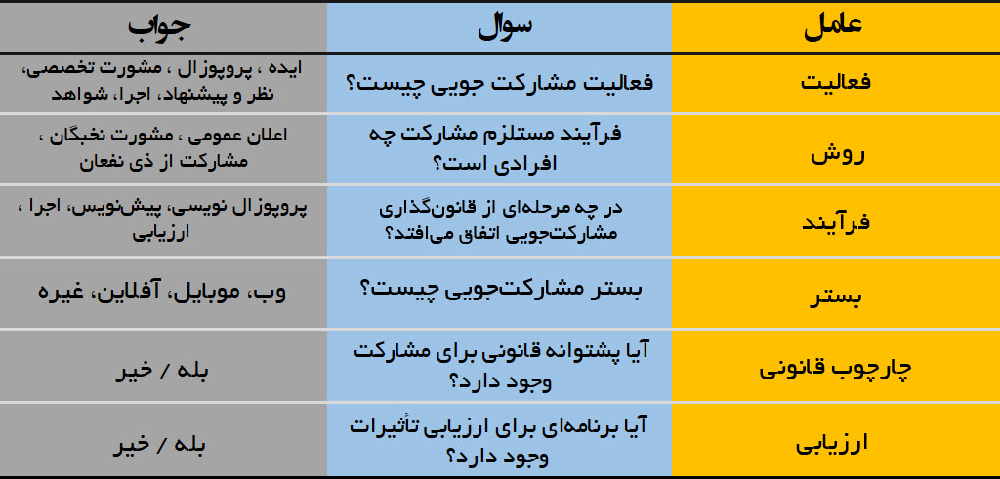 عامل
سوال
جواب
فعالیت
فعالیت مشارکت جویی چیست؟
ایده ، پروپوزال ، مشورت تخصصی،
نظر و پیشنهاد، اجرا، شواهد
روش
فرآیند مستلزم مشارکت چه
افرادی است؟
اعلان عمومی ، مشورت نخبگان ،
مشارکت از ذی نفعان
فرآیند
در چه مرحله‌ای از قانون‌گذاری
مشارکت‌جویی اتفاق می‌افتد؟
پروپوزال نویسی، پیش‌نویس، اجرا ،
ارزیابی
بستر
بستر مشارکت‌جویی چیست؟
وب، موبایل، آفلاین، غیره
چارچوب قانونی
آیا پشتوانه قانونی برای مشارکت
وجود دارد؟
بله / خیر
ارزیابی
آیا برنامه‌ای برای ارزیابی تأثیرات
وجود دارد؟
بله / خیر